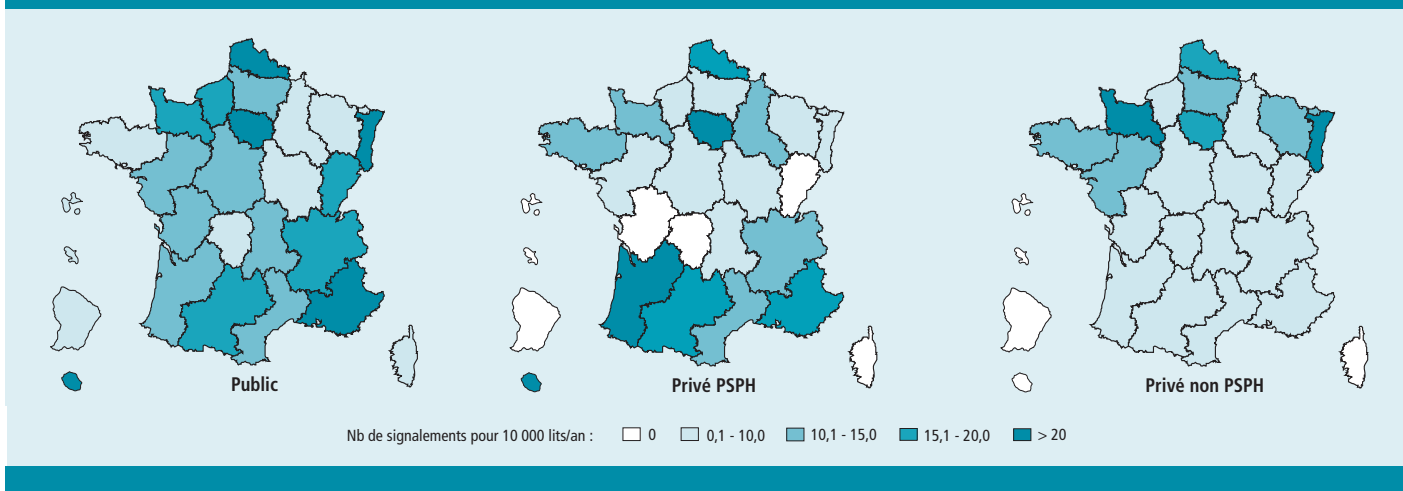 Public
Privé PSPH
Privé non PSPH
Nb de signalements pour 10 000 lits/an : 0 0,1 - 10,0 10,1 - 15,0 15,1 - 20,0 > 20